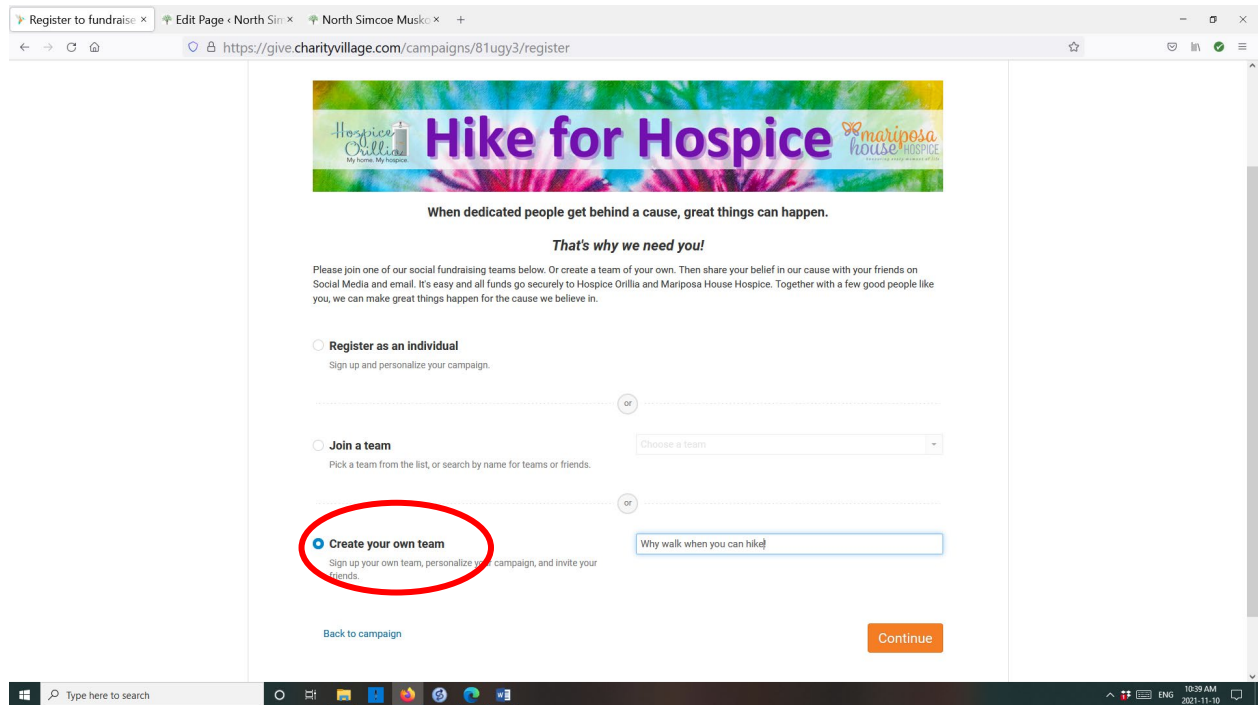 Register to fundraise
Edit Page ‹ North Sim
North Simcoe Musko
https://give.charityvillage.com/campaigns/81ugy3/register
Hospice
Orillia
My home. My hospice.
Hike for Hospice
mariposa
house HOSPICE
When dedicated people get behind a cause, great things can happen.
That's why we need you!
Please join one of our social fundraising teams below. Or create a team of your own. Then share your belief in our cause with your friends on
Social Media and email. It's easy and all funds go securely to Hospice Orillia and Mariposa House Hospice. Together with a few good people like
you, we can make great things happen for the cause we believe in.
Register as an individual
Sign up and personalize your campaign.
or
Join a team
Choose a team
Pick a team from the list, or search by name for teams or friends.
or
Create your own team
Why walk when you can hike
Sign up your own team, personalize your campaign, and invite your
friends.
Back to campaign
Continue
Type here to search
ENG
10:39 AM
2021-11-10